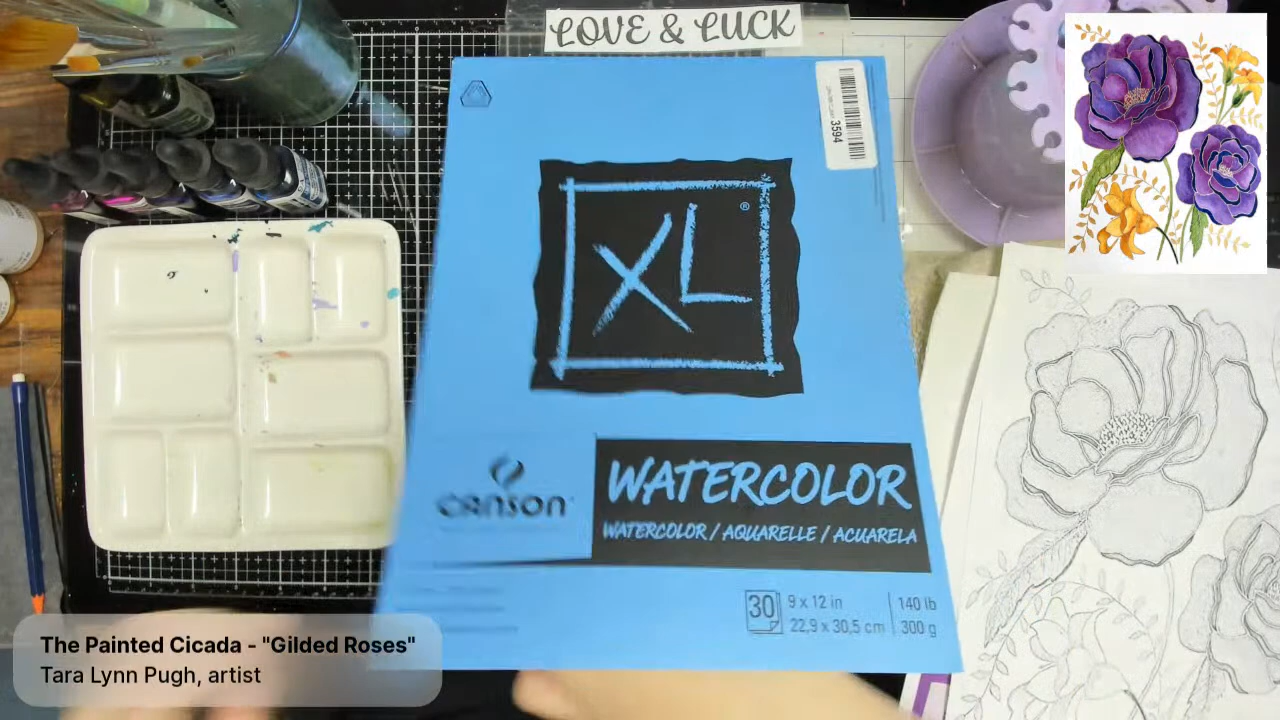 LOVE & LUCK
3594
XL
®
CANSON
WATERCOLOR
WATERCOLOR / AQUARELLE / ACUARELA
30
9 x 12 in
22,9 x 30,5 cm
140 lb
300 g
The Painted Cicada - "Gilded Roses"
Tara Lynn Pugh, artist